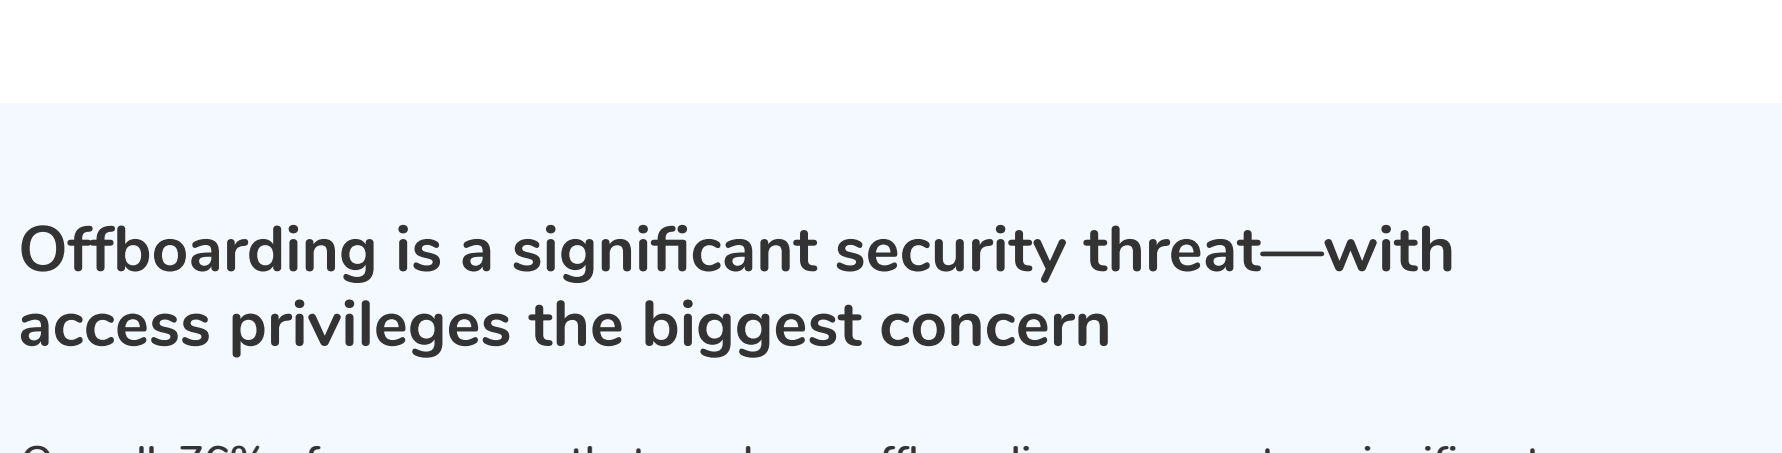 Offboarding is a significant security threat—with
access privileges the biggest concern